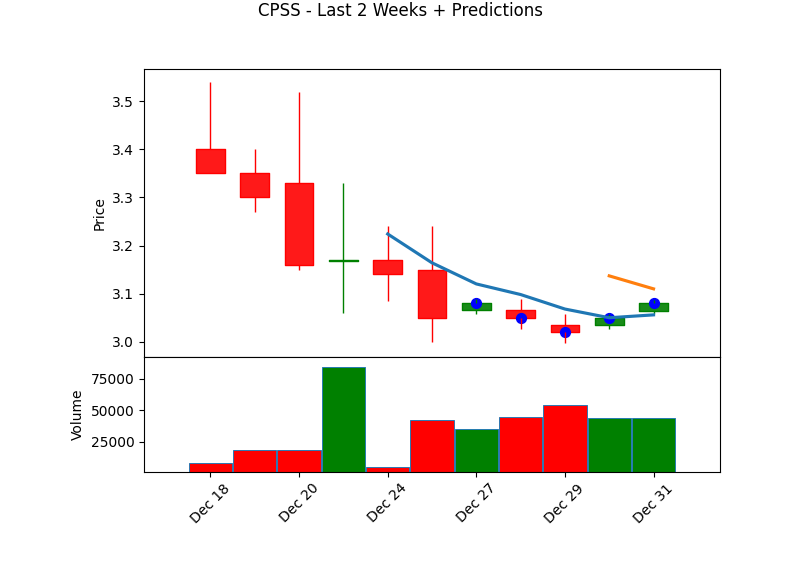 CPSS - Last 2 Weeks + Predictions
Price
3.5
3.4
3.3
3.2
3.1
3.0
Volume
75000
50000
25000
Dec 18
Dec 20
Dec 24
Dec 27
Dec 29
Dec 31